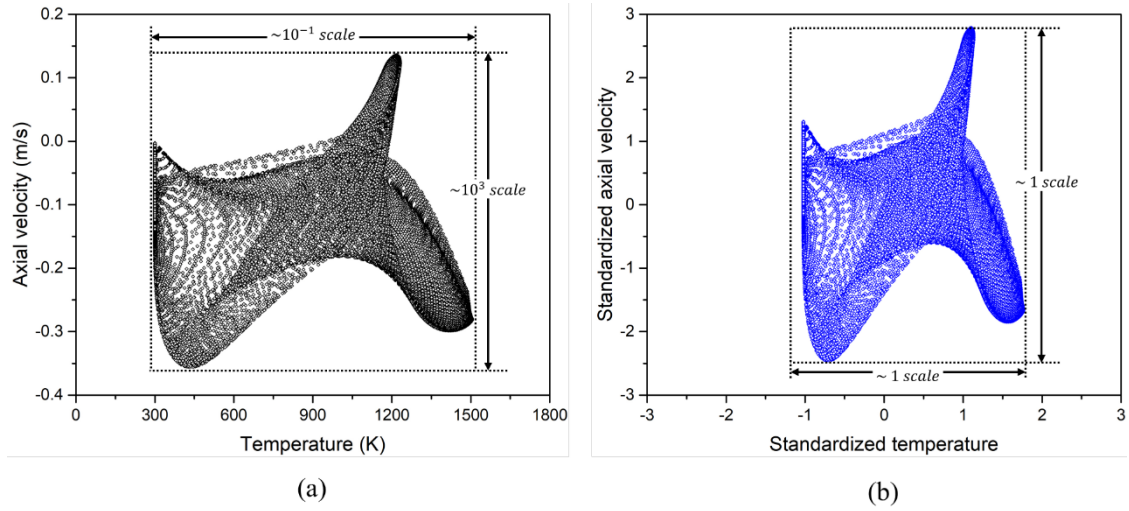 0.2
0.1
0.0
-0.1
-0.2
-0.3
-0.4
Axial velocity (m/s)
~10⁻¹ scale
~10³ scale
300 600 900 1200 1500 1800
Temperature (K)
(a)
3
2
1
0
-1
-2
-3
Standardized axial velocity
~ 1 scale
~ 1 scale
-3 -2 -1 0 1 2 3
Standardized temperature
(b)